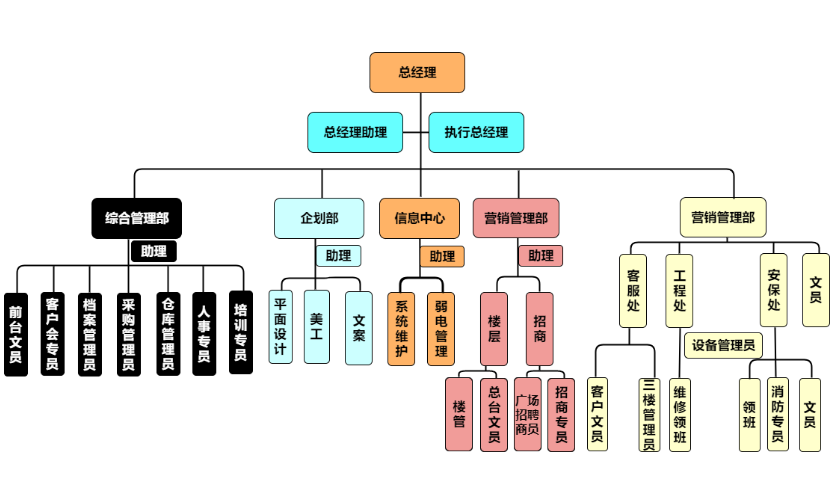 总经理
总经理助理
执行总经理
综合管理部
企划部
信息中心
营销管理部
营销管理部
助理
助理
助理
助理
前台文员
客户会专员
档案管理员
采购管理员
仓库管理员
人事专员
培训专员
平面设计
美工
文案
系统维护
弱电管理
楼层
招商
客服处
工程处
安保处
文员
设备管理员
楼管
总台文员
广场招聘商员
招商专员
客户文员
三楼管理员
维修领班
领班
消防专员
文员